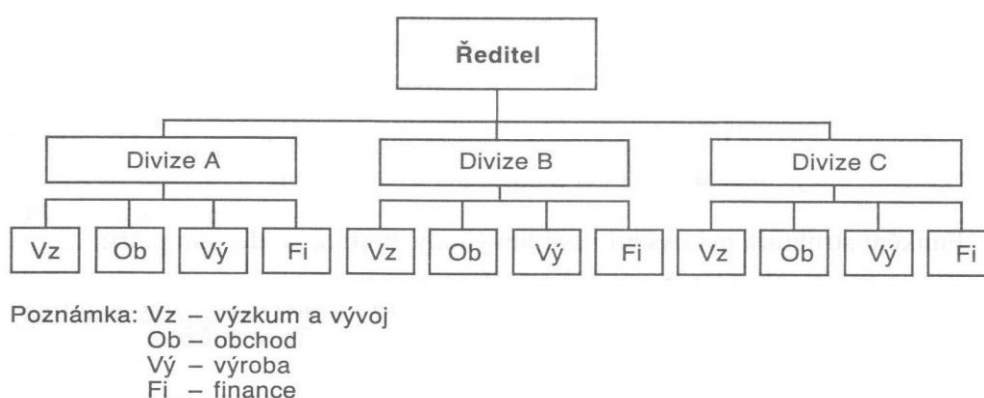 Ředitel
Divize A Divize B Divize C
Vz Ob Vý Fi Vz Ob Vý Fi Vz Ob Vý Fi
Poznámka: Vz – výzkum a vývoj
Ob – obchod
Vý – výroba
Fi – finance